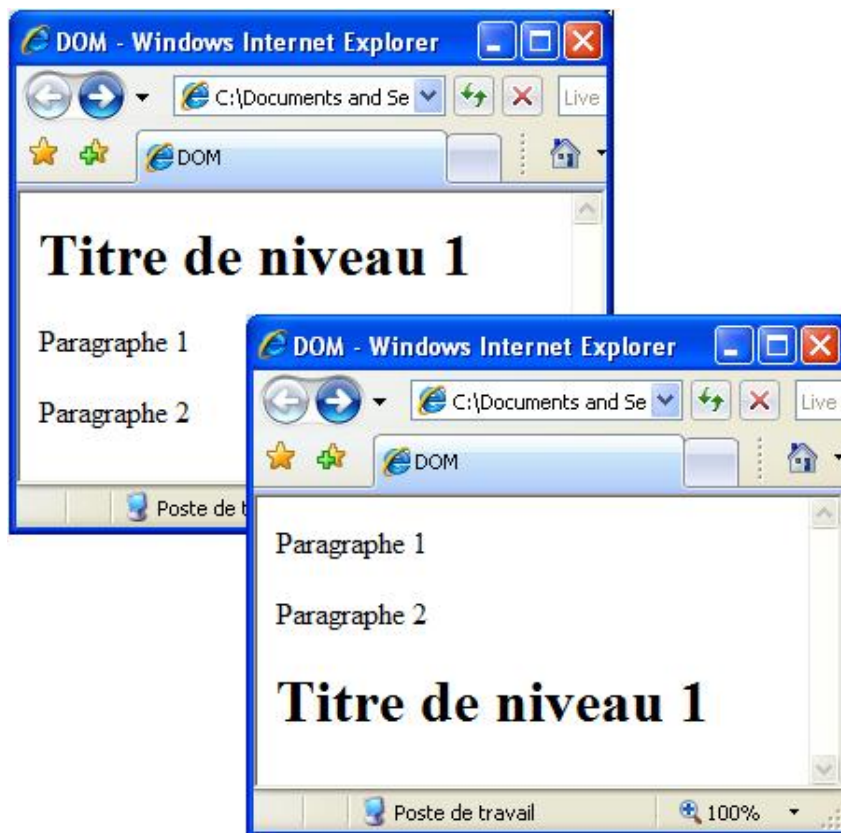 DOM - Windows Internet Explorer
C:\Documents and Se
Live
DOM
Titre de niveau 1
Paragraphe 1
Paragraphe 2
Poste de t
DOM - Windows Internet Explorer
C:\Documents and Se
Live
DOM
Paragraphe 1
Paragraphe 2
Titre de niveau 1
Poste de travail
100%